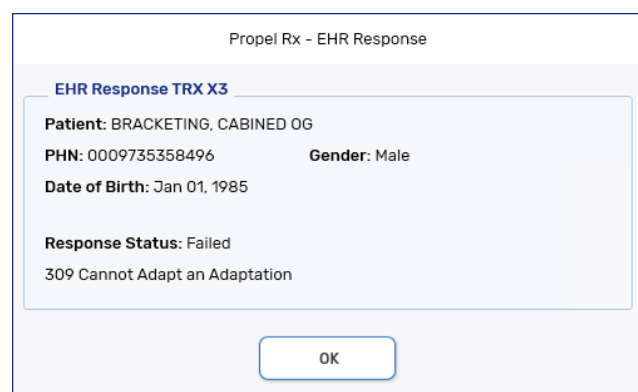 Propel Rx - EHR Response
EHR Response TRX X3
Patient: BRACKETING, CABINED OG
PHN: 0009735358496 Gender: Male
Date of Birth: Jan 01, 1985
Response Status: Failed
309 Cannot Adapt an Adaptation
OK